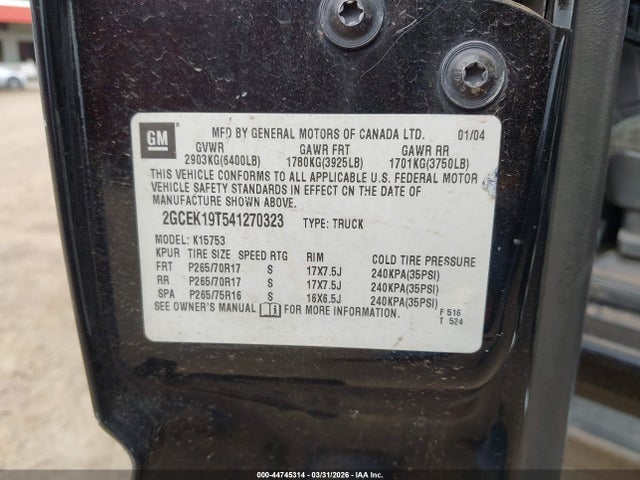 GM
MFD BY GENERAL MOTORS OF CANADA LTD. 01/04
GVWR GAWR FRT GAWR RR
2903KG(6400LB) 1780KG(3925LB) 1701KG(3750LB)
THIS VEHICLE CONFORMS TO ALL APPLICABLE U.S. FEDERAL MOTOR
VEHICLE SAFETY STANDARDS IN EFFECT ON THE DATE OF
MANUFACTURE SHOWN ABOVE.
2GCEK19T541270323 TYPE: TRUCK
MODEL: K15753
KPUR TIRE SIZE SPEED RTG RIM COLD TIRE PRESSURE
FRT P265/70R17 S 17X7.5J 240KPA(35PSI)
RR P265/70R17 S 17X7.5J 240KPA(35PSI)
SPA P265/75R16 S 16X6.5J 240KPA(35PSI)
SEE OWNER'S MANUAL FOR MORE INFORMATION.
F 516
T 524
000-44745314 - 03/31/2026 - IAA Inc.